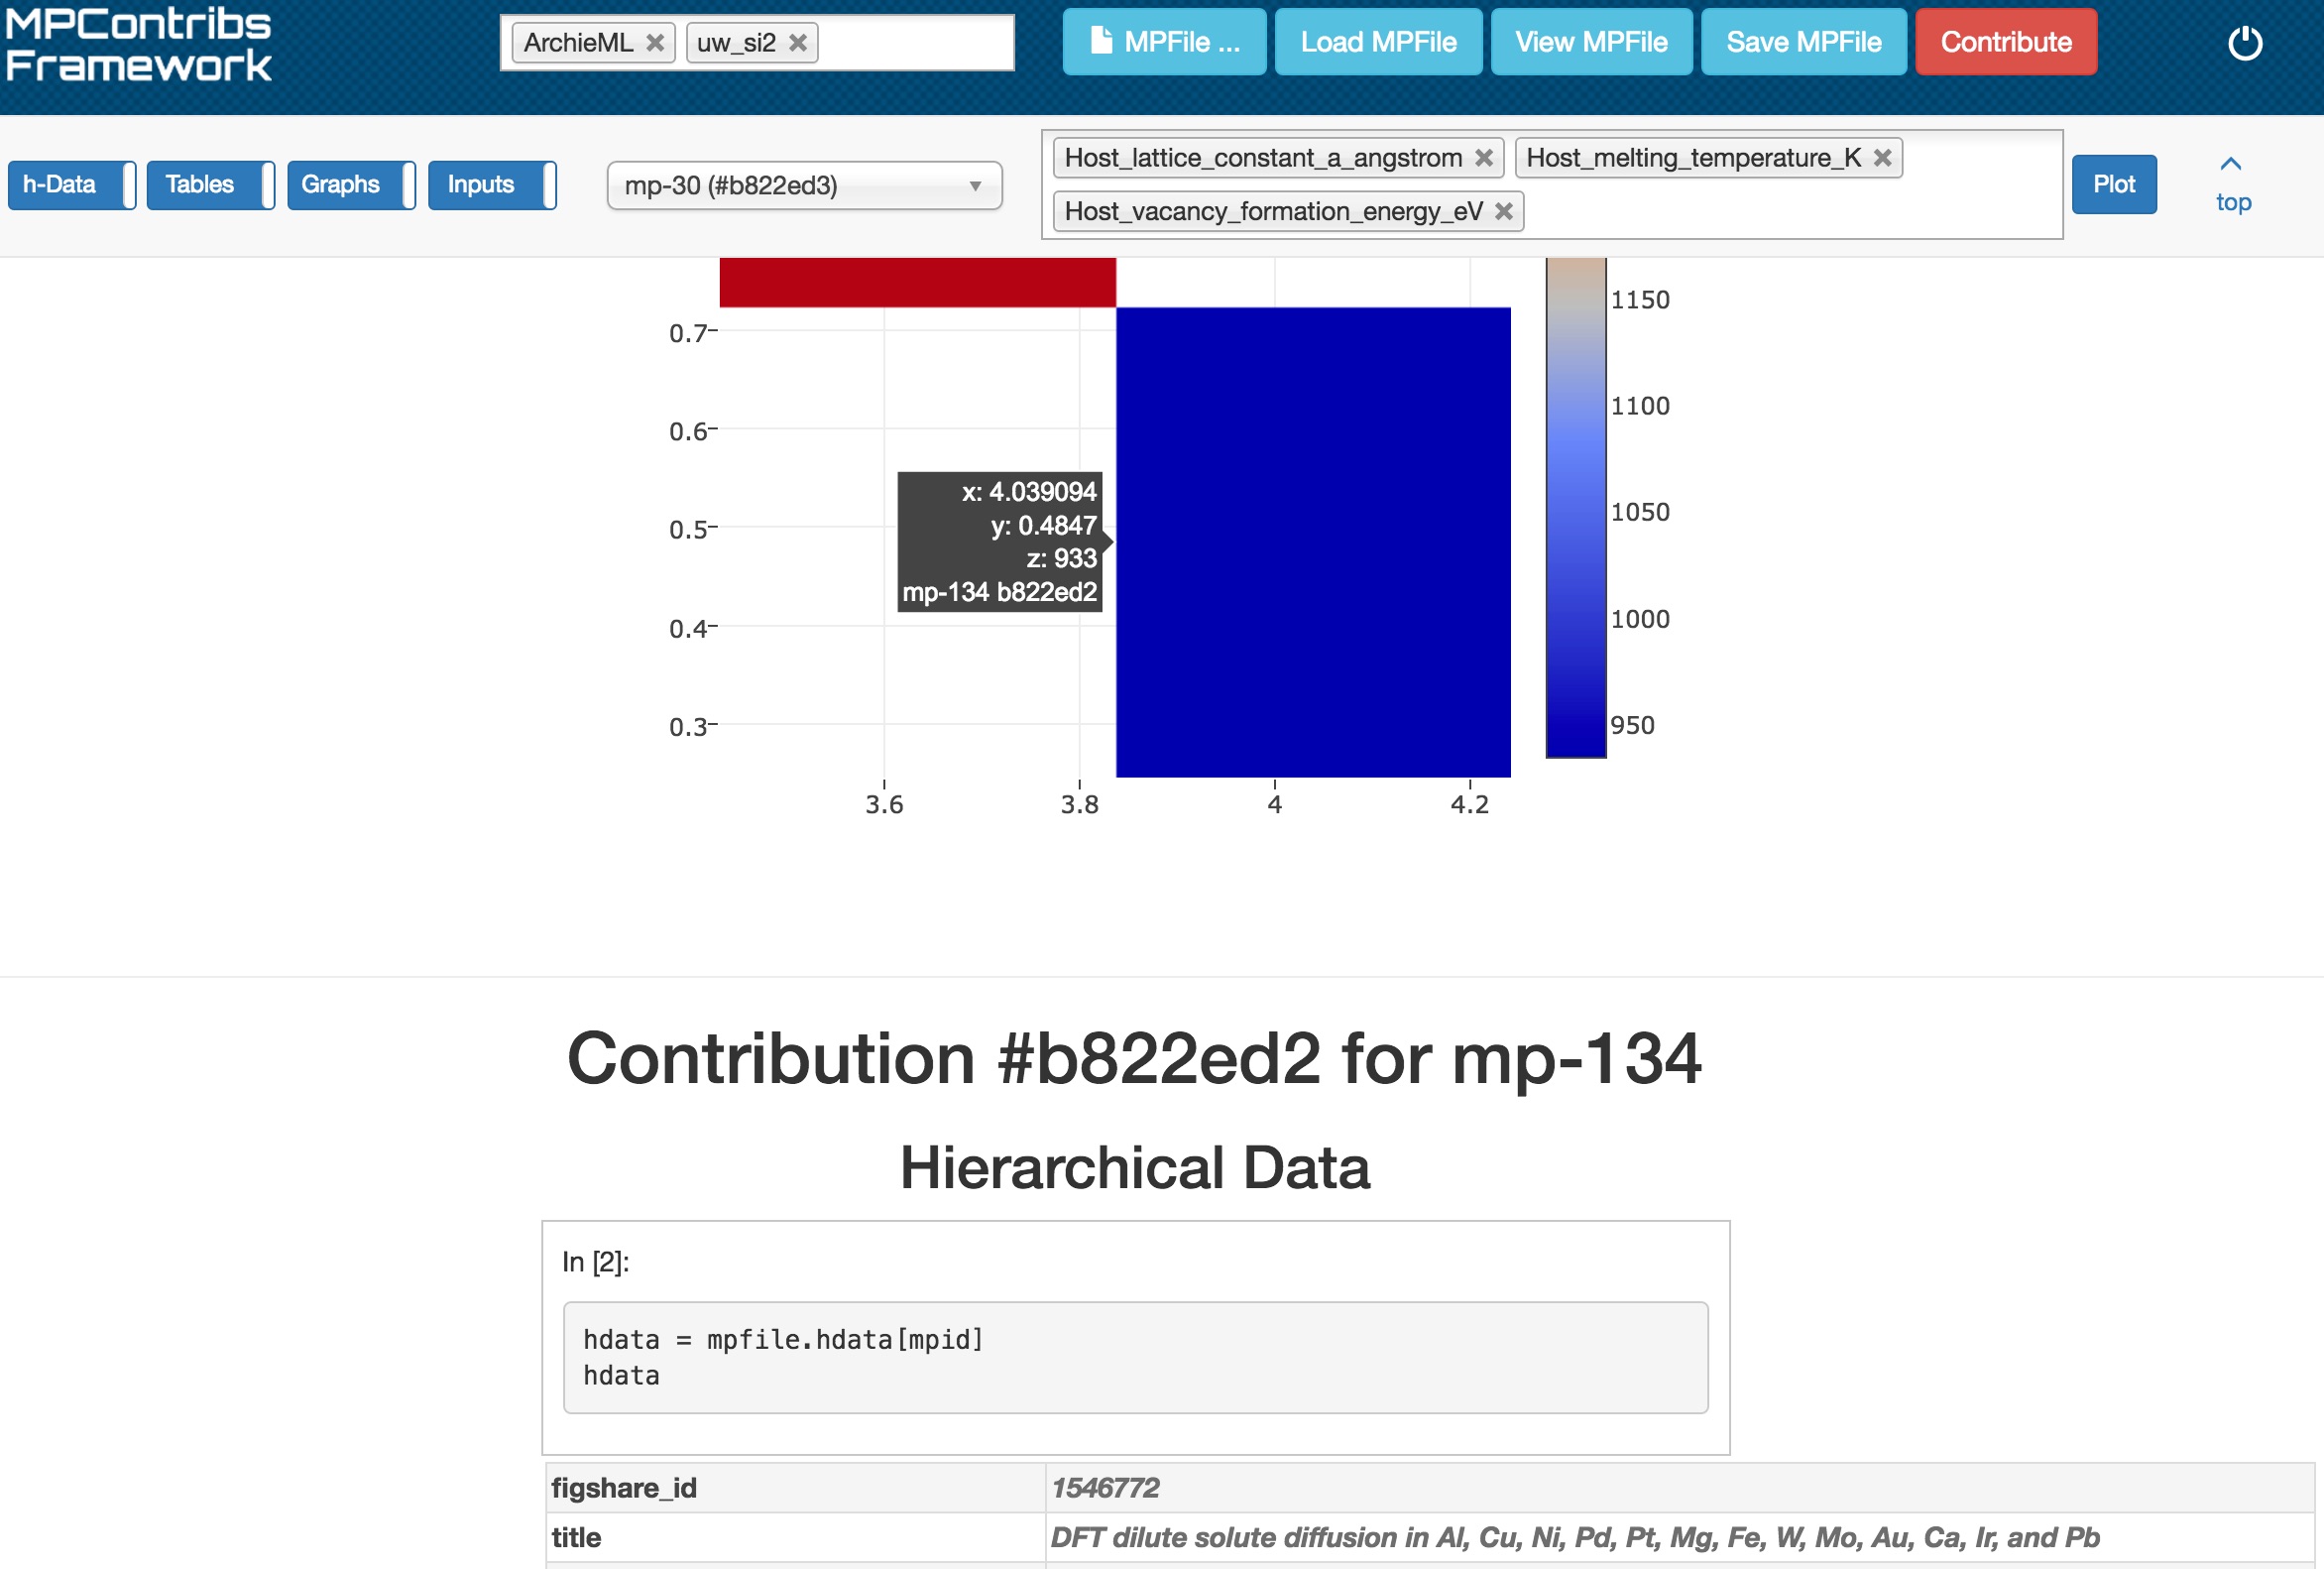 MPContribs
Framework
ArchieML ✖ uw_si2 ✖
MPFile ... Load MPFile View MPFile Save MPFile Contribute
h-Data Tables Graphs Inputs
mp-30 (#b822ed3)
Host_lattice_constant_a_angstrom ✖ Host_melting_temperature_K ✖
Host_vacancy_formation_energy_eV ✖
Plot
top
0.7
0.6
0.5
0.4
0.3
3.6 3.8 4 4.2
x: 4.039094
y: 0.4847
z: 933
mp-134 b822ed2
1150
1100
1050
1000
950
Contribution #b822ed2 for mp-134
Hierarchical Data
In [2]:
hdata = mpfile.hdata[mpid]
hdata
figshare_id 1546772
title DFT dilute solute diffusion in Al, Cu, Ni, Pd, Pt, Mg, Fe, W, Mo, Au, Ca, Ir, and Pb